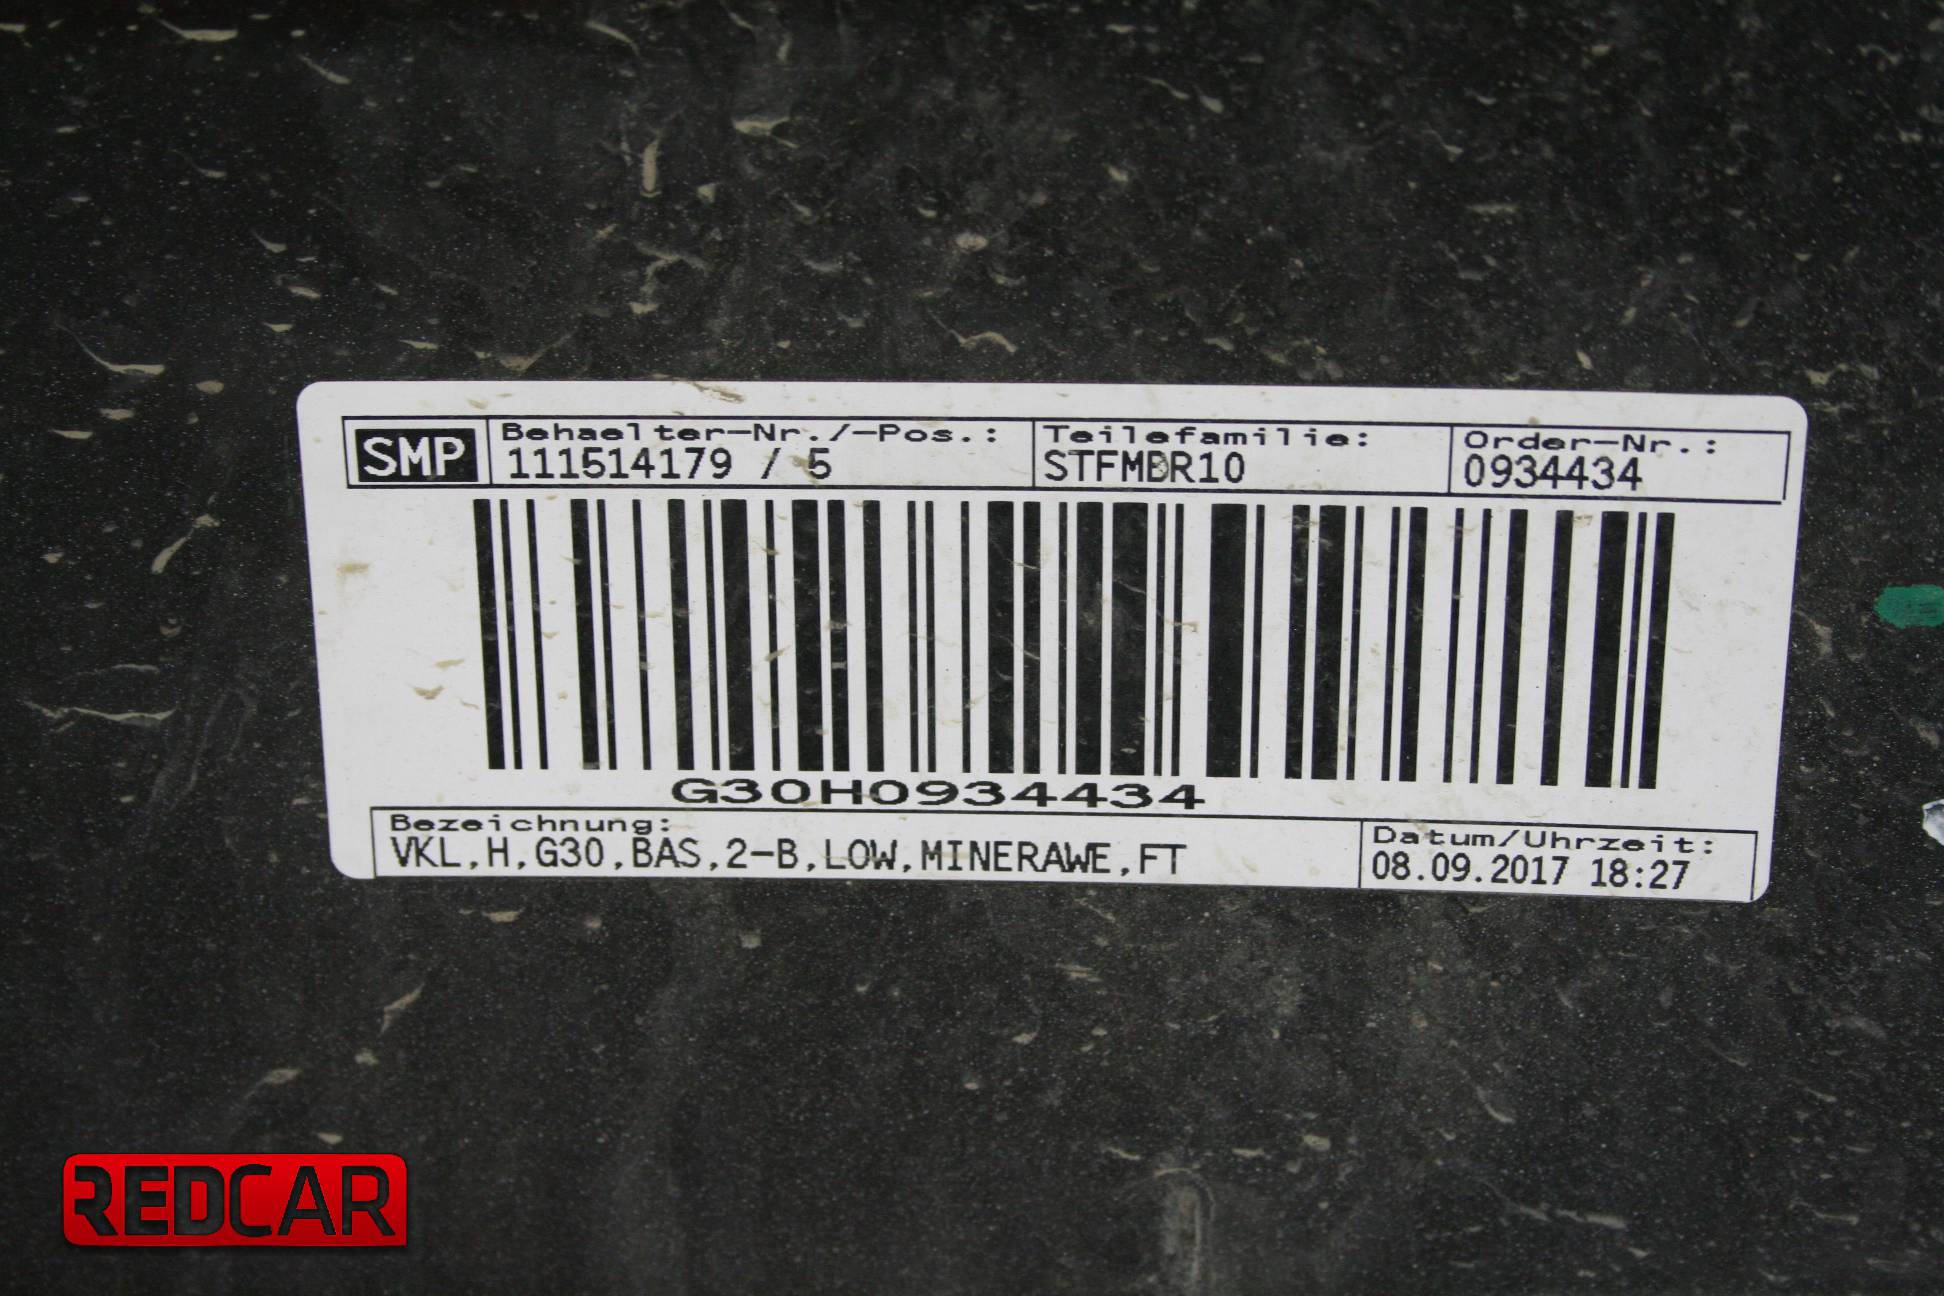 SMP
Behaelter-Nr./-Pos.:
111514179 / 5
Teilefamilie:
STFMBR10
Order-Nr.:
0934434
G30H0934434
Bezeichnung:
VKL,H,G30,BAS,2-B,LOW,MINERAWE,FT
Datum/Uhrzeit:
08.09.2017 18:27
REDCAR